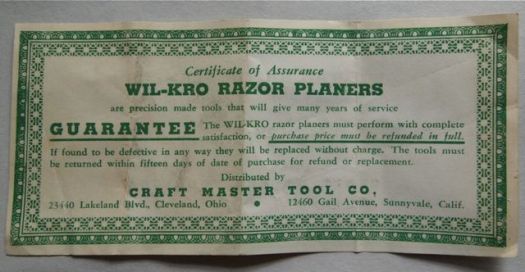 Certificate of Assurance
WIL-KRO RAZOR PLANERS
are precision made tools that will give many years of service
GUARANTEE The WIL-KRO razor planers must perform with complete
satisfaction, or purchase price must be refunded in full.
If found to be defective in any way they will be replaced without charge. The tools must
be returned within fifteen days of date of purchase for refund or replacement.
Distributed by
CRAFT MASTER TOOL CO.
23440 Lakeland Blvd., Cleveland, Ohio • 12460 Gail Avenue, Sunnyvale, Calif.